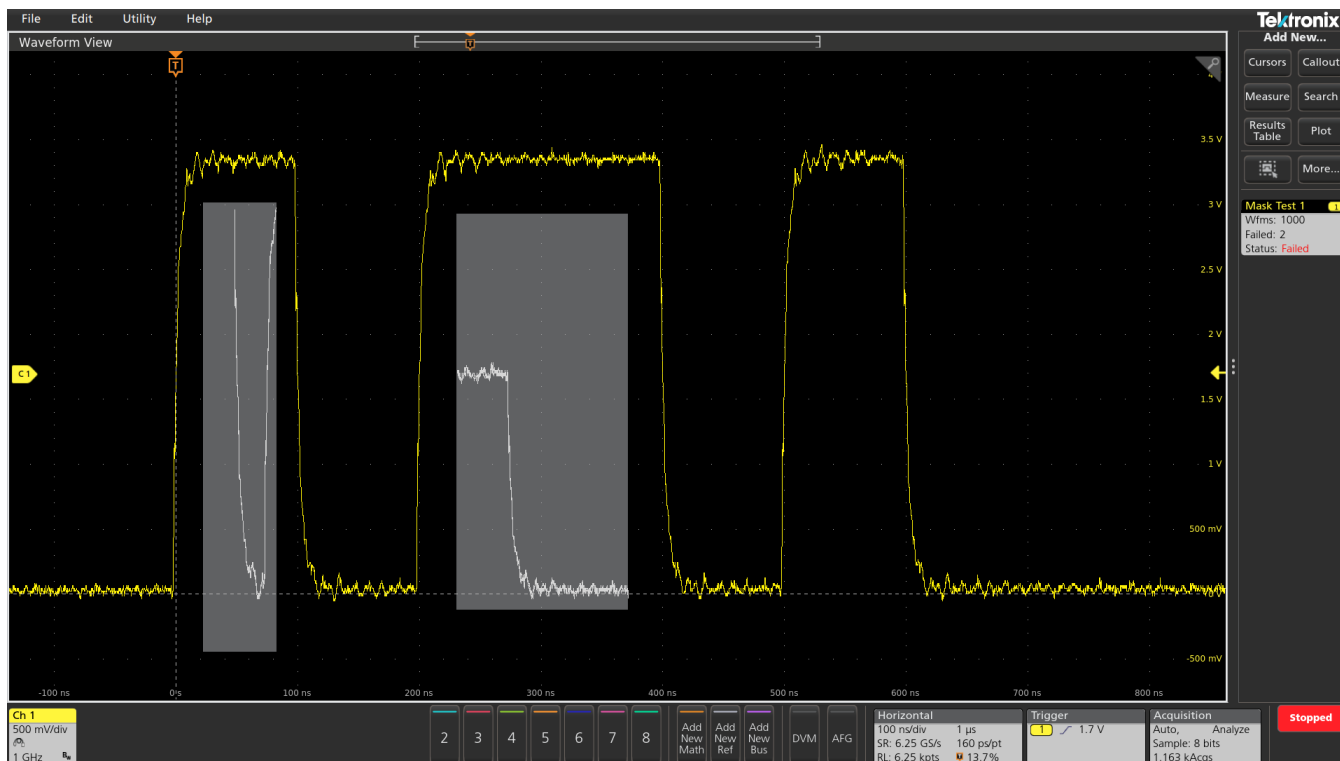 File Edit Utility Help
Tektronix
Waveform View
Add New...
T
T
Cursors Callout
Measure Search
Results Table Plot
More...
3.5 V
3 V
2.5 V
2 V
1.5 V
1 V
500 mV
-500 mV
C1
Mask Test 1 1
Wfms: 1000
Failed: 2
Status: Failed
-100 ns 0s 100 ns 200 ns 300 ns 400 ns 500 ns 600 ns 700 ns 800 ns
Ch 1
500 mV/div
1 GHz
2 3 4 5 6 7 8
Add New Math
Add New Ref
Add New Bus
DVM AFG
Horizontal
100 ns/div 1 µs
SR: 6.25 GS/s 160 ps/pt
RL: 6.25 kpts 13.7%
Trigger
1 1.7 V
Acquisition
Auto, Analyze
Sample: 8 bits
1.163 kAcqs
Stopped